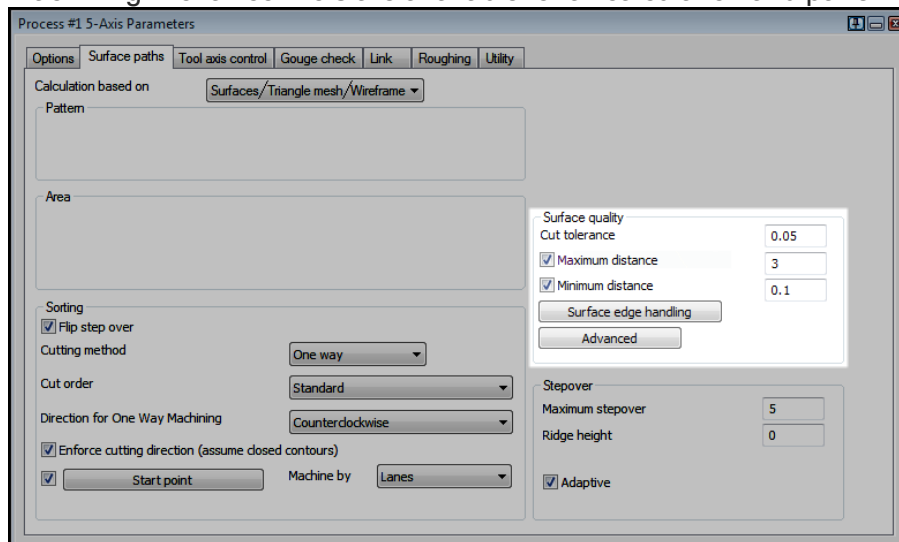 Process #1 5-Axis Parameters
Options Surface paths Tool axis control Gouge check Link Roughing Utility
Calculation based on Surfaces/Triangle mesh/Wireframe
Pattern
Area
Surface quality
Cut tolerance 0.05
Maximum distance 3
Minimum distance 0.1
Surface edge handling
Advanced
Sorting
Flip step over
Cutting method One way
Cut order Standard
Direction for One Way Machining Counterclockwise
Enforce cutting direction (assume closed contours)
Start point Machine by Lanes
Stepover
Maximum stepover 5
Ridge height 0
Adaptive